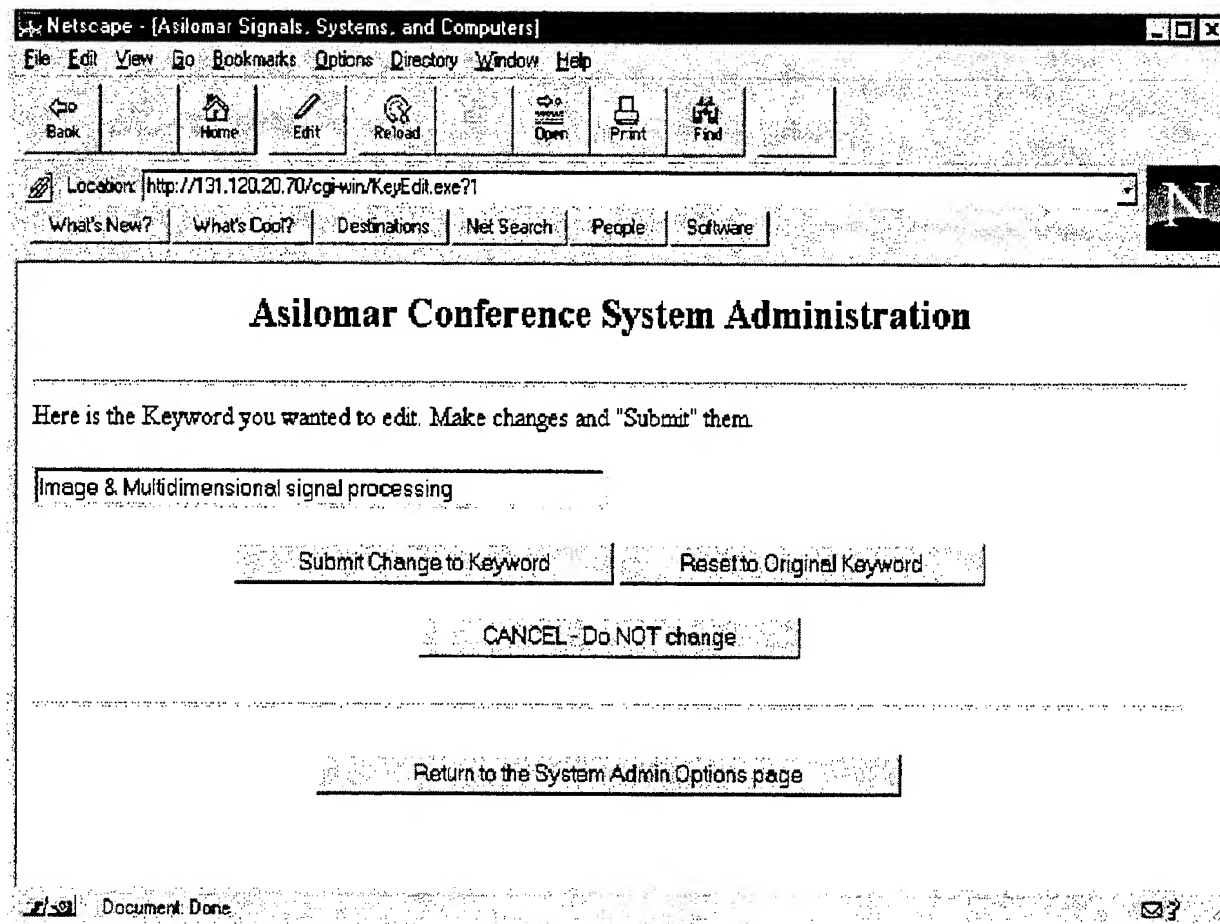 Netscape - [Asilomar Signals, Systems, and Computers]
File Edit View Go Bookmarks Options Directory Window Help
Back Home Edit Reload Open Print Find
Location: http://131.120.20.70/cgi-win/KeyEdit.exe?1
N
What's New? What's Cool? Destinations Net Search People Software
Asilomar Conference System Administration
Here is the Keyword you wanted to edit. Make changes and "Submit" them.
Image & Multidimensional signal processing
Submit Change to Keyword Reset to Original Keyword
CANCEL - Do NOT change
Return to the System Admin Options page
Document: Done